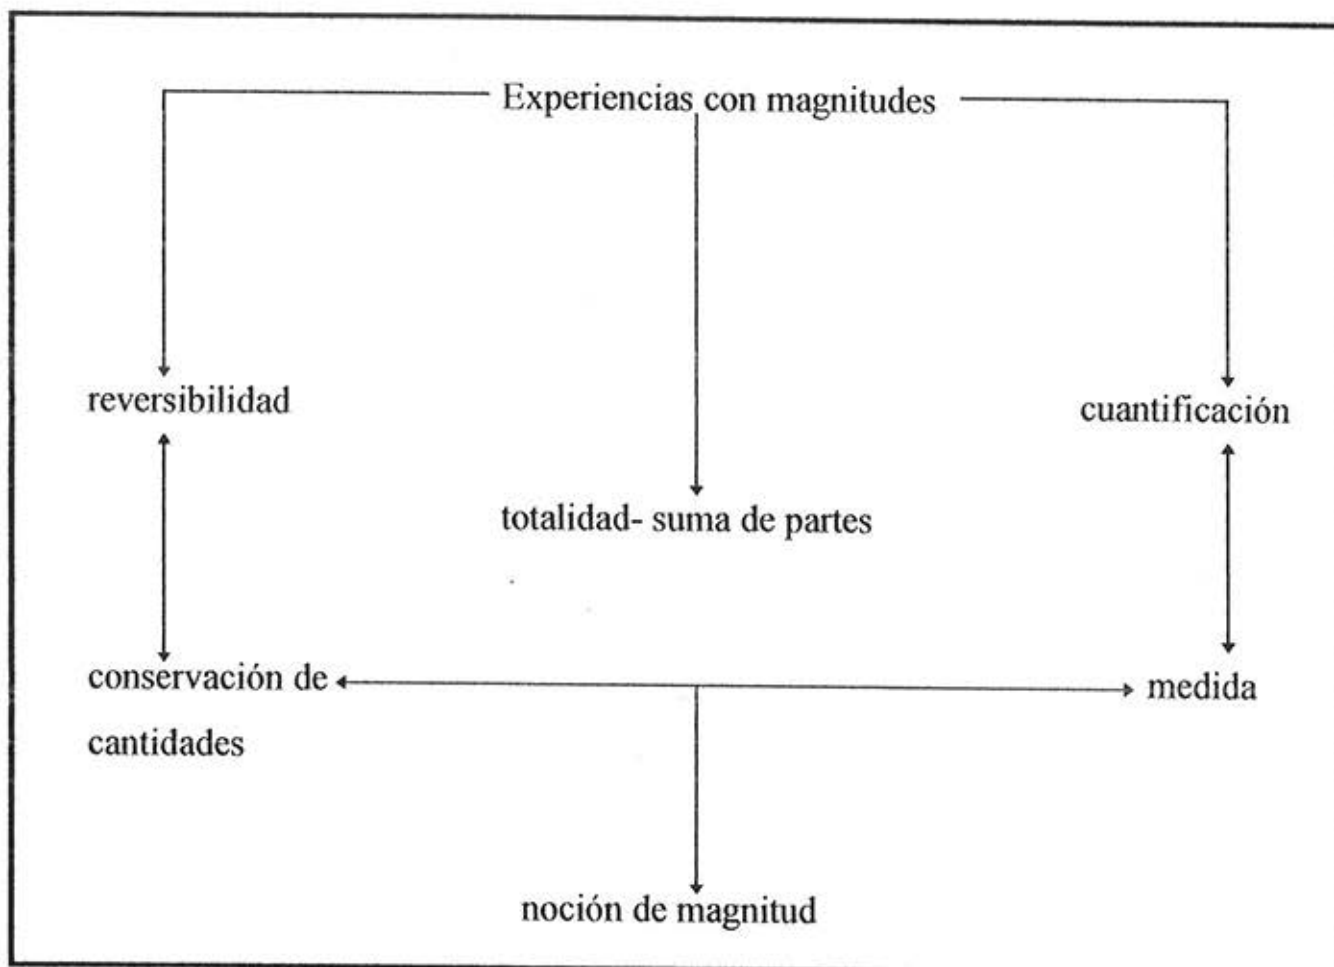 Experiencias con magnitudes
reversibilidad
cuantificación
totalidad- suma de partes
conservación de
cantidades
medida
noción de magnitud